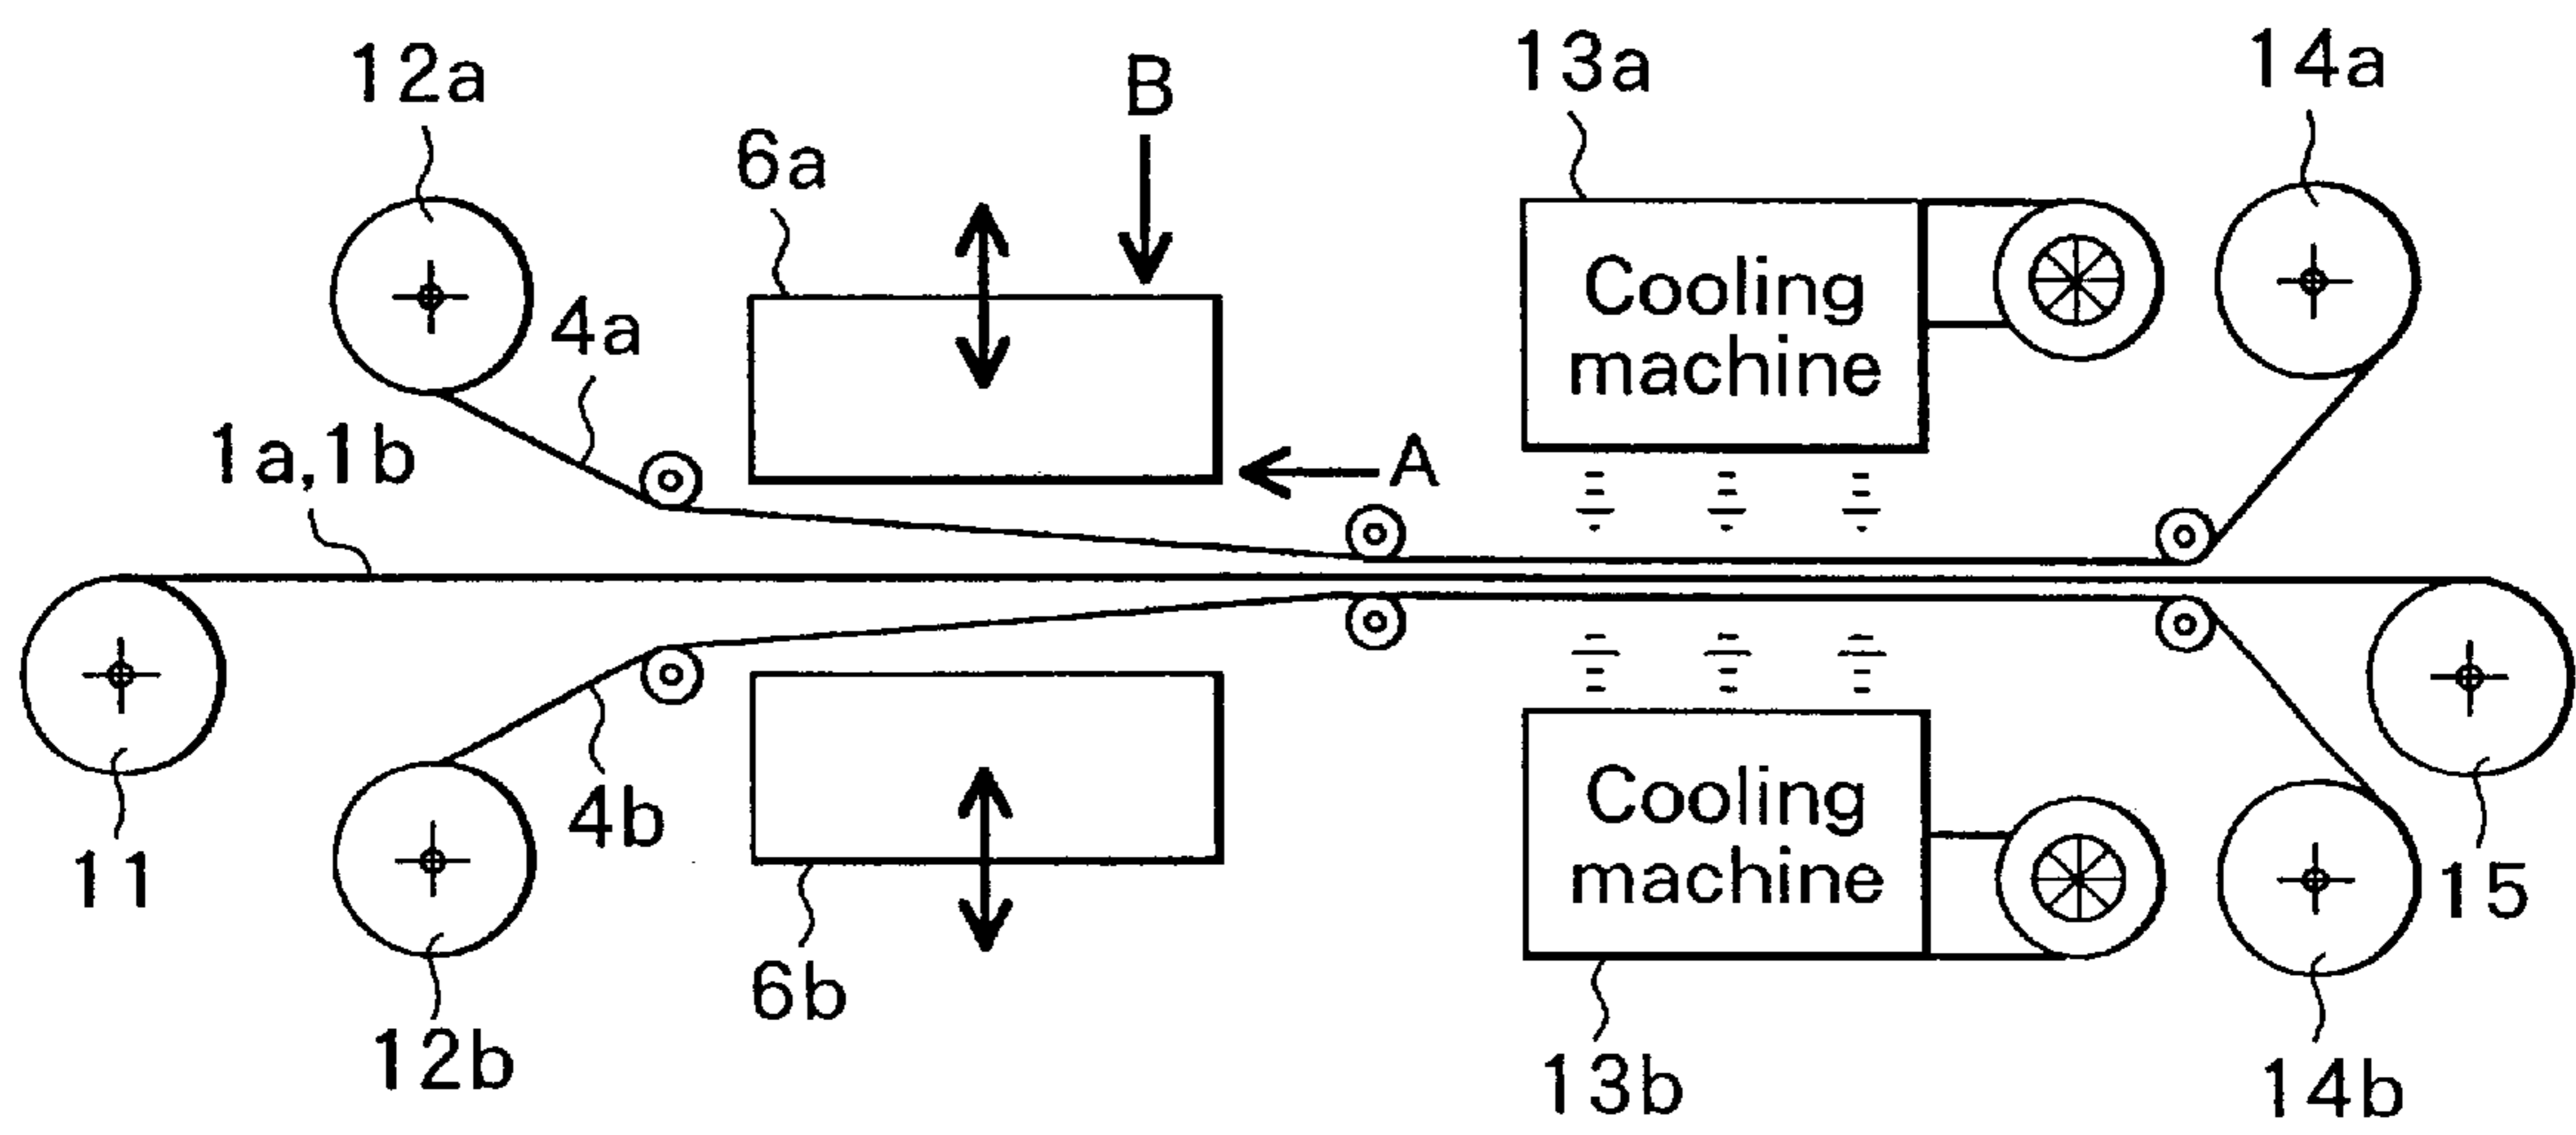 12a
B
13a
14a
6a
4a
Cooling
machine
1a,1b
A
11
4b
12b
6b
Cooling
machine
15
13b
14b